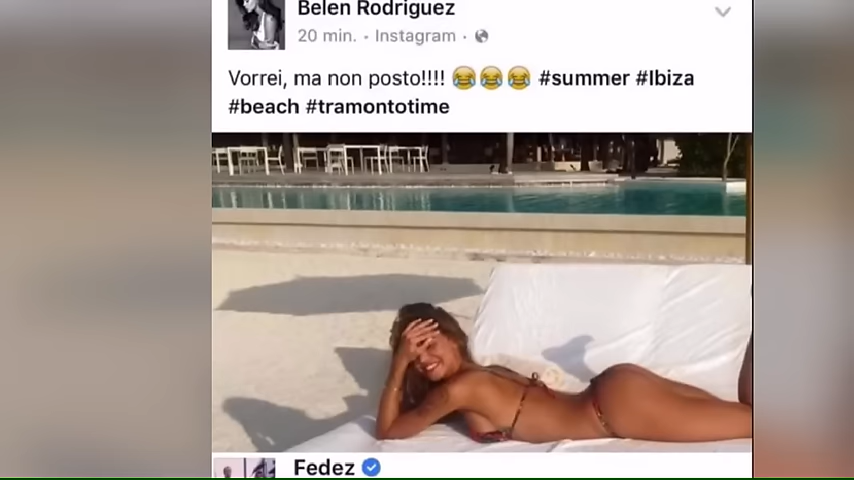 Belen Rodriguez
20 min. • Instagram •
Vorrei, ma non posto!!!! 😂😂😂 #summer #Ibiza
#beach #tramontotime
Fedez